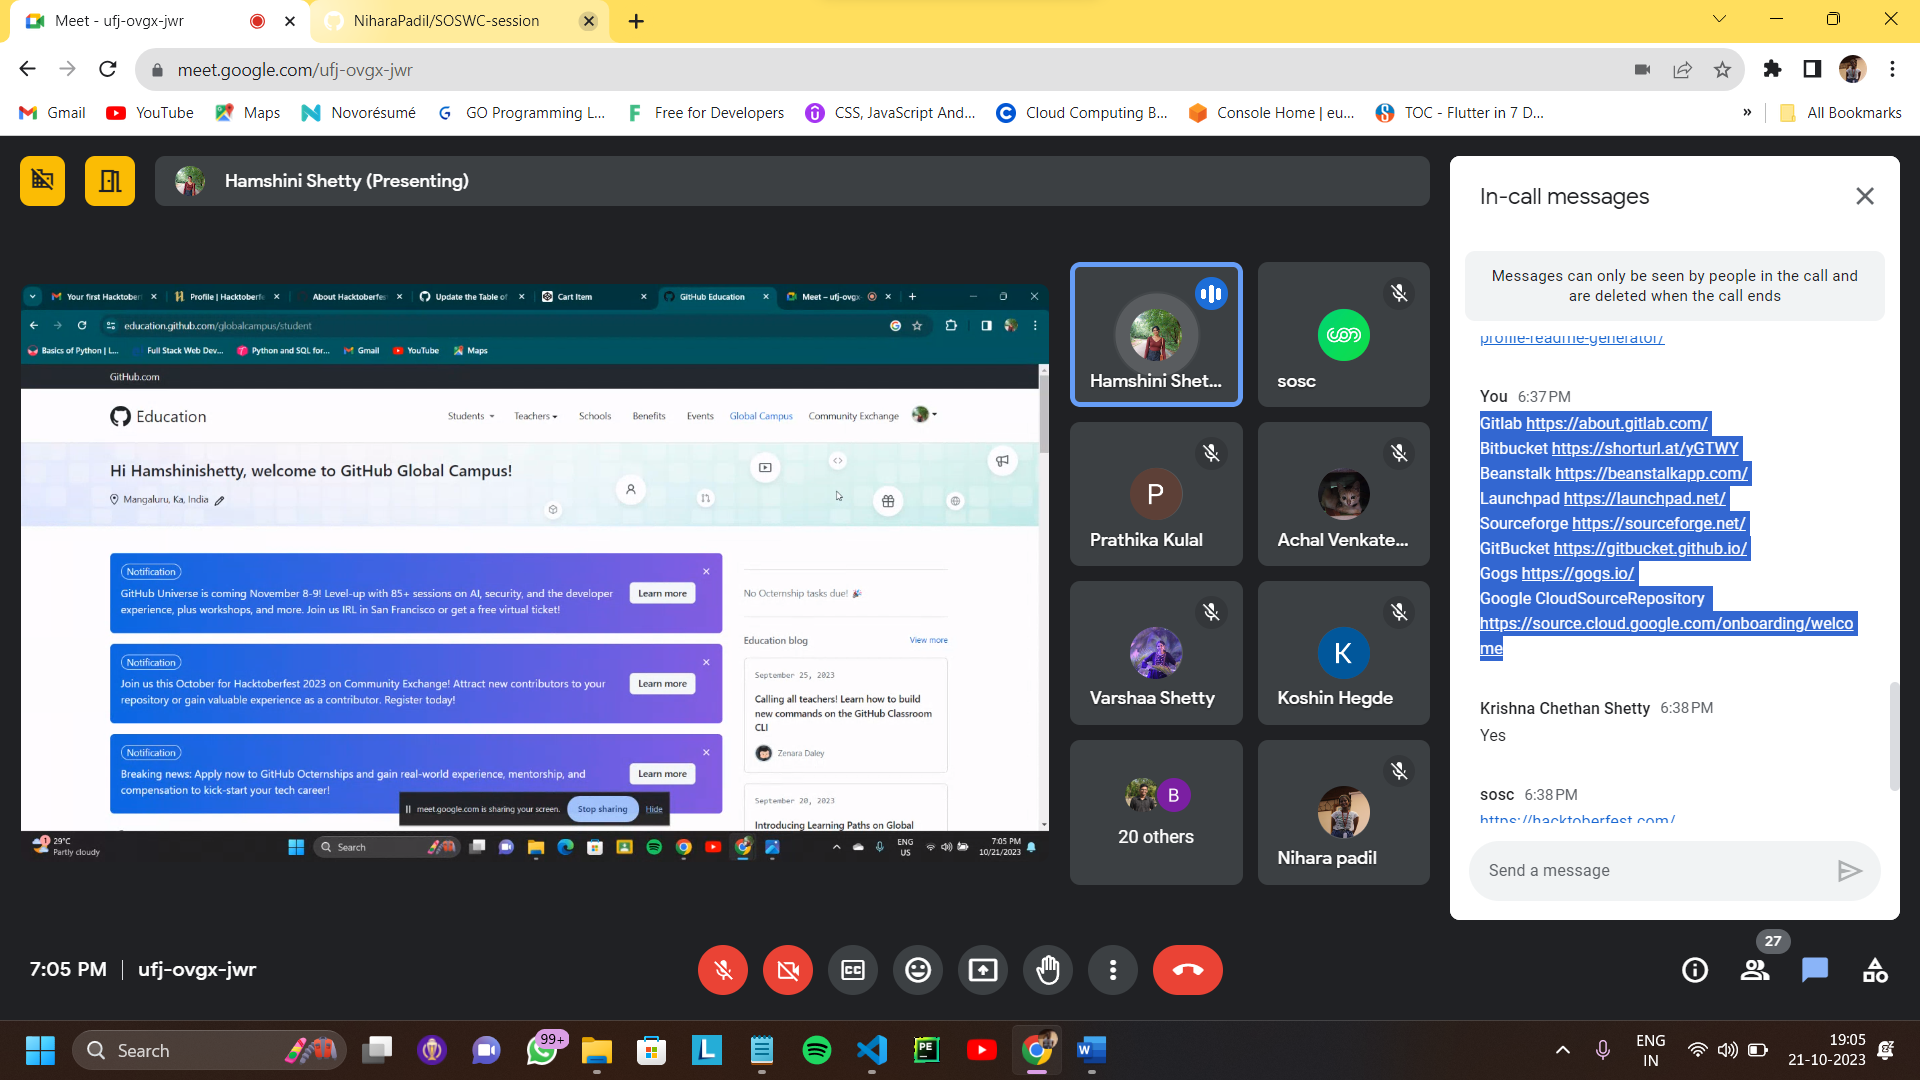 Meet - ufj-ovgx-jwr
NiharaPadil/SOSWC-session
meet.google.com/ufj-ovgx-jwr
Gmail
YouTube
Maps
Novorésumé
GO Programming L...
Free for Developers
CSS, JavaScript And...
Cloud Computing B...
Console Home | eu...
TOC - Flutter in 7 D...
»
All Bookmarks
Hamshini Shetty (Presenting)
Your first Hacktober
Profile | Hacktoberfe
About Hacktoberfes
Update the Table of
Cart Item
GitHub Education
Meet – ufj-ovgx-
education.github.com/globalcampus/student
Basics of Python | L...
Full Stack Web Dev...
Python and SQL for...
Gmail
YouTube
Maps
GitHub.com
Education
Students
Teachers
Schools
Benefits
Events
Global Campus
Community Exchange
Hi Hamshinishetty, welcome to GitHub Global Campus!
Mangaluru, Ka, India
Notification
GitHub Universe is coming November 8-9! Level-up with 85+ sessions on AI, security, and the developer
experience, plus workshops, and more. Join us IRL in San Francisco or get a free virtual ticket!
Learn more
Notification
Join us this October for Hacktoberfest 2023 on Community Exchange! Attract new contributors to your
repository or gain valuable experience as a contributor. Register today!
Learn more
Notification
Breaking news: Apply now to GitHub Octernships and gain real-world experience, mentorship, and
compensation to kick-start your tech career!
Learn more
No Octernship tasks due! 🎉
Education blog
View more
September 25, 2023
Calling all teachers! Learn how to build
new commands on the GitHub Classroom
CLI
Zenara Daley
September 20, 2023
Introducing Learning Paths on Global
meet.google.com is sharing your screen.
Stop sharing
Hide
1
29°C
Partly cloudy
Search
ENG
US
7:05 PM
10/21/2023
Hamshini Shet...
sosc
P
Prathika Kulal
Achal Venkate...
Varshaa Shetty
K
Koshin Hegde
B
20 others
Nihara padil
In-call messages
Messages can only be seen by people in the call and
are deleted when the call ends
profile-readme-generator/
You 6:37 PM
Gitlab https://about.gitlab.com/
Bitbucket https://shorturl.at/yGTWY
Beanstalk https://beanstalkapp.com/
Launchpad https://launchpad.net/
Sourceforge https://sourceforge.net/
GitBucket https://gitbucket.github.io/
Gogs https://gogs.io/
Google CloudSourceRepository
https://source.cloud.google.com/onboarding/welco
me
Krishna Chethan Shetty 6:38 PM
Yes
sosc 6:38 PM
https://hacktoberfest.com/
Send a message
7:05 PM | ufj-ovgx-jwr
27
Search
99+
ENG
IN
19:05
21-10-2023